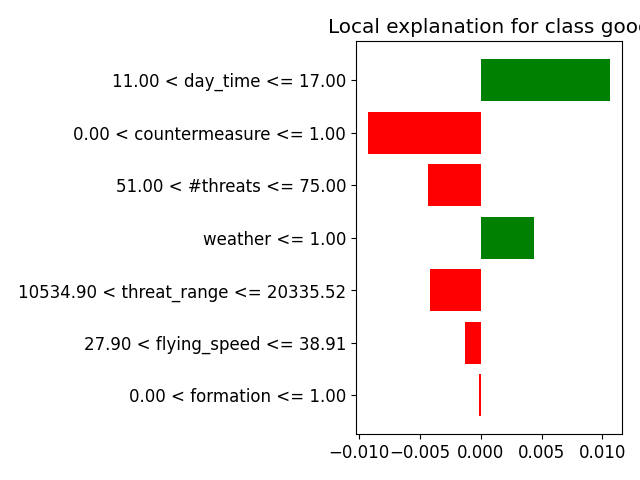 Local explanation for class good
11.00 < day_time <= 17.00
0.00 < countermeasure <= 1.00
51.00 < #threats <= 75.00
weather <= 1.00
10534.90 < threat_range <= 20335.52
27.90 < flying_speed <= 38.91
0.00 < formation <= 1.00
−0.010 −0.005 0.000 0.005 0.010